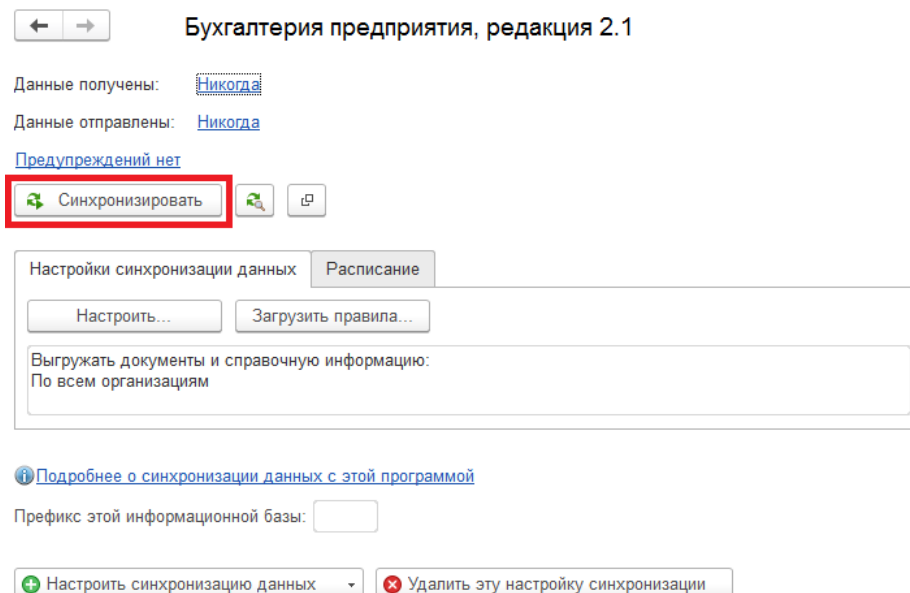 Бухгалтерия предприятия, редакция 2.1
Данные получены: Никогда
Данные отправлены: Никогда
Предупреждений нет
Синхронизировать
Настройки синхронизации данных Расписание
Настроить... Загрузить правила...
Выгружать документы и справочную информацию:
По всем организациям
Подробнее о синхронизации данных с этой программой
Префикс этой информационной базы:
Настроить синхронизацию данных Удалить эту настройку синхронизации